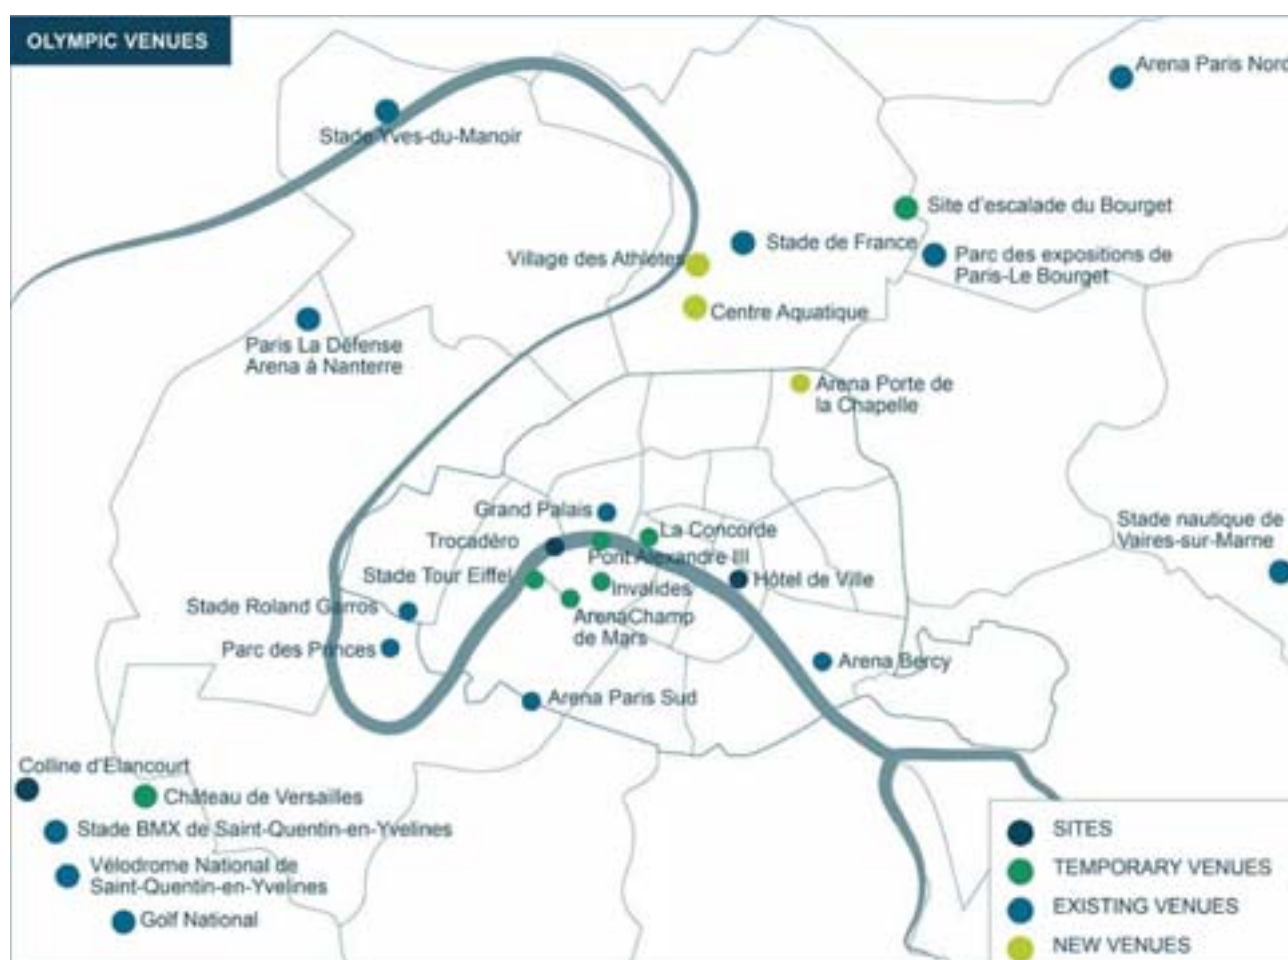 OLYMPIC VENUES
Arena Paris Nord
Stade Yves-du-Manoir
Site d'escalade du Bourget
Stade de France
Village des Athlètes
Parc des expositions de
Paris-Le Bourget
Centre Aquatique
Paris La Défense
Arena à Nanterre
Arena Porte de
la Chapelle
Grand Palais
La Concorde
Trocadéro
Pont Alexandre III
Stade nautique de
Vaires-sur-Marne
Stade Tour Eiffel
Invalides
Hôtel de Ville
Stade Roland Garros
ArenaChamp
de Mars
Parc des Princes
Arena Bercy
Arena Paris Sud
Colline d'Elancourt
Château de Versailles
Stade BMX de Saint-Quentin-en-Yvelines
Vélodrome National de
Saint-Quentin-en-Yvelines
Golf National
SITES
TEMPORARY VENUES
EXISTING VENUES
NEW VENUES